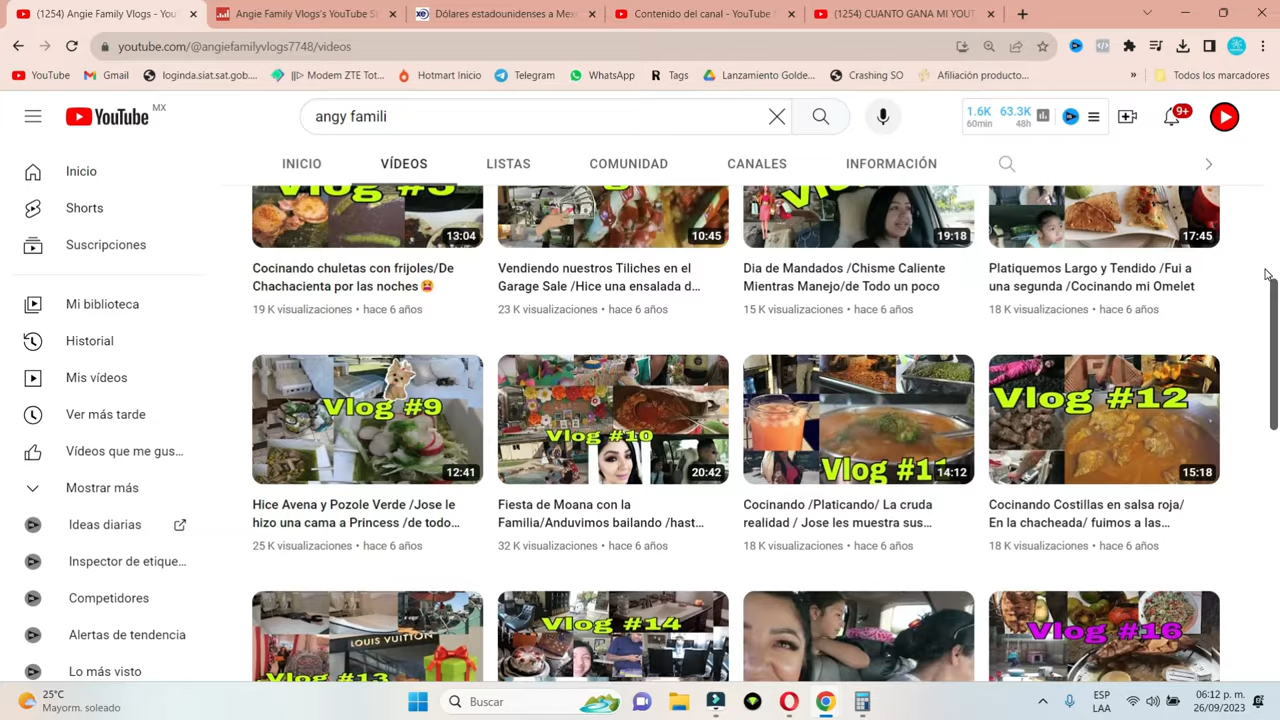 (1254) Angie Family Vlogs - You
Angie Family Vlogs's YouTube S
Dólares estadounidenses a Mex
Contenido del canal - YouTube
(1254) CUANTO GANA MI YOUT
youtube.com/@angiefamilyvlogs7748/videos
YouTube
Gmail
loginda.siat.sat.gob...
||▷ Modem ZTE Tot...
Hotmart Inicio
Telegram
WhatsApp
R Tags
Lanzamiento Golde...
Crashing SO
Afiliación producto...
»
Todos los marcadores
YouTube MX
angy famili
1.6K 63.3K
60min 48h
9+
INICIO VÍDEOS LISTAS COMUNIDAD CANALES INFORMACIÓN
Inicio
Shorts
Suscripciones
Mi biblioteca
Historial
Mis vídeos
Ver más tarde
Vídeos que me gus...
Mostrar más
Ideas diarias
Inspector de etique...
Competidores
Alertas de tendencia
Lo más visto
13:04
10:45
19:18
17:45
Cocinando chuletas con frijoles/De
Chachacienta por las noches😫
19 K visualizaciones • hace 6 años
Vendiendo nuestros Tiliches en el
Garage Sale /Hice una ensalada d...
23 K visualizaciones • hace 6 años
Dia de Mandados /Chisme Caliente
Mientras Manejo/de Todo un poco
15 K visualizaciones • hace 6 años
Platiquemos Largo y Tendido /Fui a
una segunda /Cocinando mi Omelet
18 K visualizaciones • hace 6 años
Vlog #9
12:41
Vlog #10
20:42
Vlog #11
14:12
Vlog #12
15:18
Hice Avena y Pozole Verde /Jose le
hizo una cama a Princess /de todo...
25 K visualizaciones • hace 6 años
Fiesta de Moana con la
Familia/Anduvimos bailando /hast...
32 K visualizaciones • hace 6 años
Cocinando /Platicando/ La cruda
realidad / Jose les muestra sus...
18 K visualizaciones • hace 6 años
Cocinando Costillas en salsa roja/
En la chacheada/ fuimos a las...
18 K visualizaciones • hace 6 años
LOUIS VUITTON
Vlog #13
Vlog #14
Vlog #16
25°C
Mayorm. soleado
Buscar
ESP
LAA
06:12 p. m.
26/09/2023